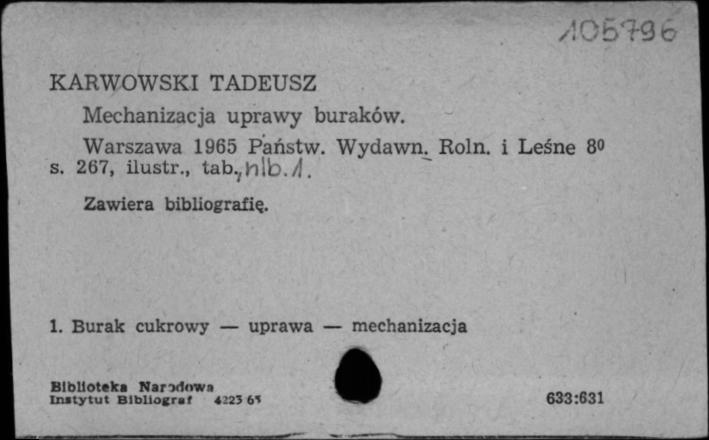 105796
KARWOWSKI TADEUSZ
Mechanizacja uprawy buraków.
Warszawa 1965 Państw. Wydawn. Roln. i Leśne 8⁰
s. 267, ilustr., tab., nlb. 1.
Zawiera bibliografię.
1. Burak cukrowy — uprawa — mechanizacja
Biblioteka Narodowa
Instytut Bibliograf 4223 65
633:631